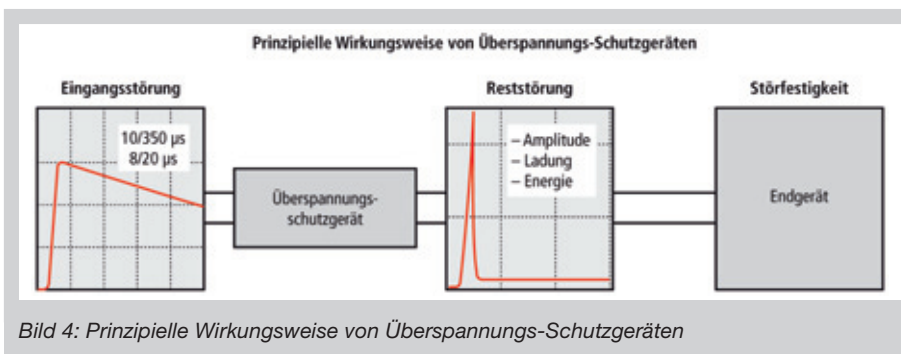 Prinzipielle Wirkungsweise von Überspannungs-Schutzgeräten
Eingangsstörung
Reststörung
Störfestigkeit
10/350 µs
8/20 µs
Überspannungs-
schutzgerät
– Amplitude
– Ladung
– Energie
Endgerät
Bild 4: Prinzipielle Wirkungsweise von Überspannungs-Schutzgeräten